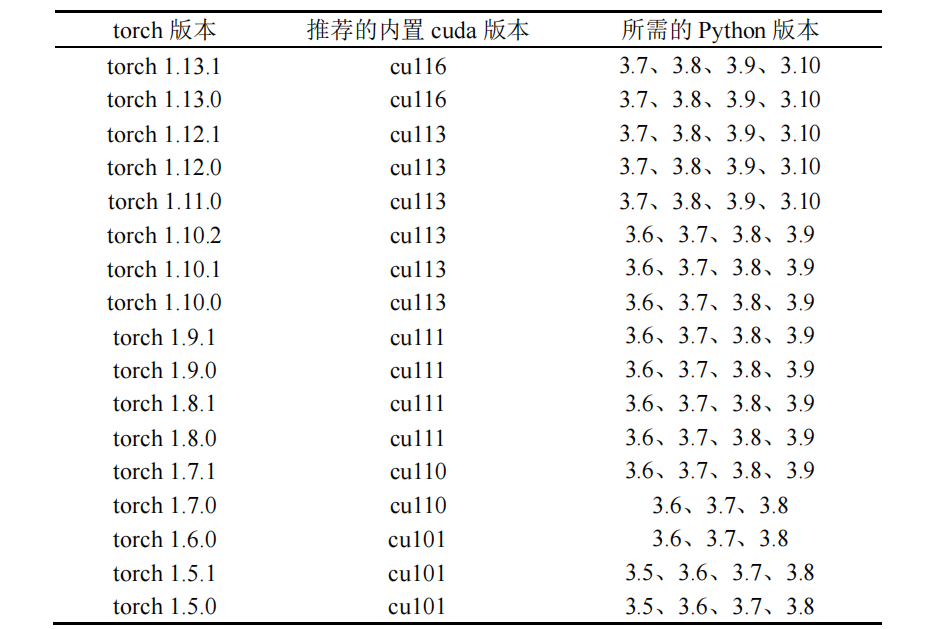 torch 版本 推荐的内置 cuda 版本 所需的 Python 版本
torch 1.13.1 cu116 3.7、3.8、3.9、3.10
torch 1.13.0 cu116 3.7、3.8、3.9、3.10
torch 1.12.1 cu113 3.7、3.8、3.9、3.10
torch 1.12.0 cu113 3.7、3.8、3.9、3.10
torch 1.11.0 cu113 3.7、3.8、3.9、3.10
torch 1.10.2 cu113 3.6、3.7、3.8、3.9
torch 1.10.1 cu113 3.6、3.7、3.8、3.9
torch 1.10.0 cu113 3.6、3.7、3.8、3.9
torch 1.9.1 cu111 3.6、3.7、3.8、3.9
torch 1.9.0 cu111 3.6、3.7、3.8、3.9
torch 1.8.1 cu111 3.6、3.7、3.8、3.9
torch 1.8.0 cu111 3.6、3.7、3.8、3.9
torch 1.7.1 cu110 3.6、3.7、3.8、3.9
torch 1.7.0 cu110 3.6、3.7、3.8
torch 1.6.0 cu101 3.6、3.7、3.8
torch 1.5.1 cu101 3.5、3.6、3.7、3.8
torch 1.5.0 cu101 3.5、3.6、3.7、3.8